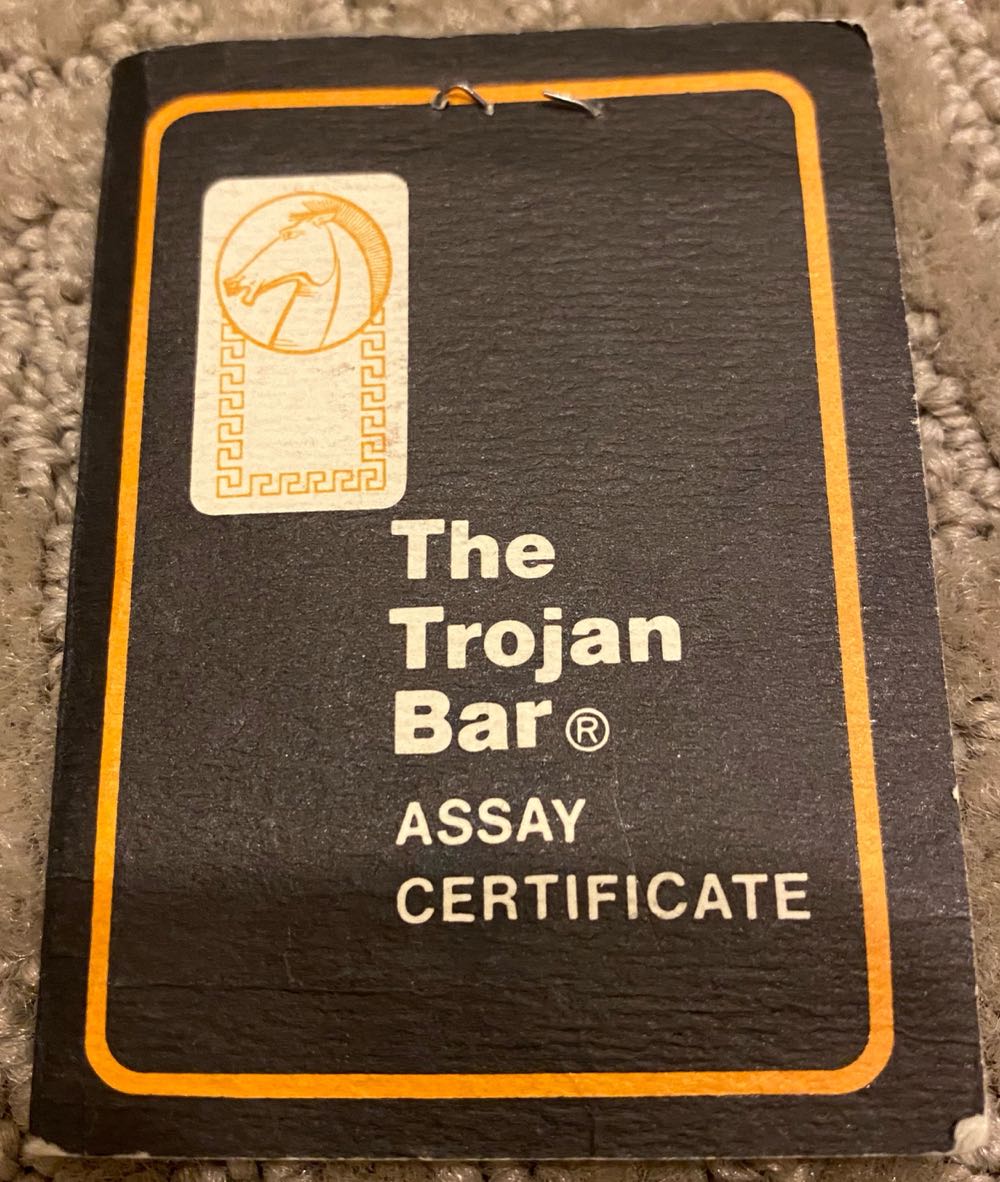 The
Trojan
Bar ®
ASSAY
CERTIFICATE